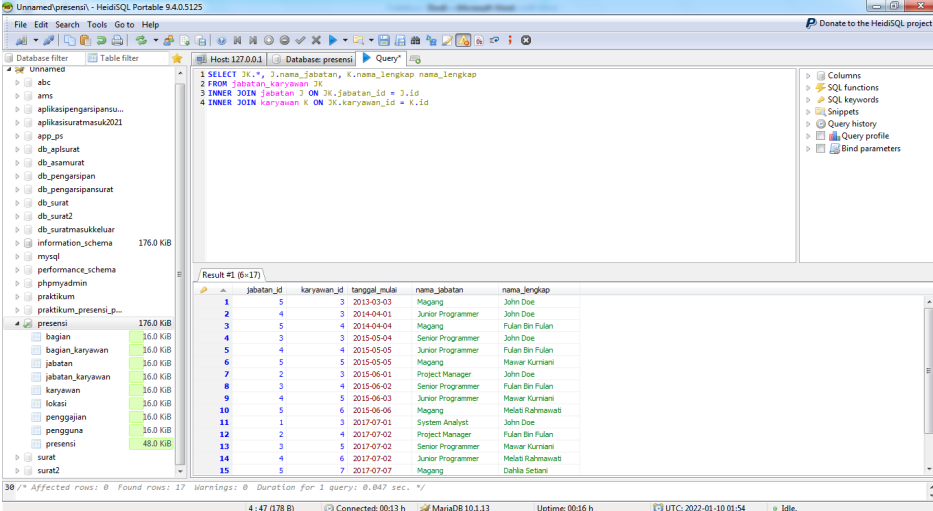 Unnamed\presensi\ - HeidiSQL Portable 9.4.0.5125
File Edit Search Tools Go to Help
Donate to the HeidiSQL project
Database filter Table filter
Host: 127.0.0.1 Database: presensi Query*
Unnamed
abc
ams
aplikasipengarsipansu...
aplikasisuratmasuk2021
app_ps
db_aplsurat
db_asamurat
db_pengarsipan
db_pengarsipansurat
db_surat
db_surat2
db_suratmasukkeluar
information_schema 176.0 KiB
mysql
performance_schema
phpmyadmin
praktikum
praktikum_presensi_p...
presensi 176.0 KiB
bagian 16.0 KiB
bagian_karyawan 16.0 KiB
jabatan 16.0 KiB
jabatan_karyawan 16.0 KiB
karyawan 16.0 KiB
lokasi 16.0 KiB
penggajian 16.0 KiB
pengguna 16.0 KiB
presensi 48.0 KiB
surat
surat2
1 SELECT JK.*, J.nama_jabatan, K.nama_lengkap nama_lengkap
2 FROM jabatan_karyawan JK
3 INNER JOIN jabatan J ON JK.jabatan_id = J.id
4 INNER JOIN karyawan K ON JK.karyawan_id = K.id
Columns
SQL functions
SQL keywords
Snippets
Query history
Query profile
Bind parameters
Result #1 (6×17)
jabatan_id karyawan_id tanggal_mulai nama_jabatan nama_lengkap
1 5 3 2013-03-03 Magang John Doe
2 4 3 2014-04-01 Junior Programmer John Doe
3 5 4 2014-04-04 Magang Fulan Bin Fulan
4 3 3 2015-05-04 Senior Programmer John Doe
5 4 4 2015-05-05 Junior Programmer Fulan Bin Fulan
6 5 5 2015-05-05 Magang Mawar Kurniani
7 2 3 2015-06-01 Project Manager John Doe
8 3 4 2015-06-02 Senior Programmer Fulan Bin Fulan
9 4 5 2015-06-03 Junior Programmer Mawar Kurniani
10 5 6 2015-06-06 Magang Melati Rahmawati
11 1 3 2017-07-01 System Analyst John Doe
12 2 4 2017-07-02 Project Manager Fulan Bin Fulan
13 3 5 2017-07-02 Senior Programmer Mawar Kurniani
14 4 6 2017-07-02 Junior Programmer Melati Rahmawati
15 5 7 2017-07-07 Magang Dahlia Setiani
30 /* Affected rows: 0 Found rows: 17 Warnings: 0 Duration for 1 query: 0.047 sec. */
4 : 47 (178 B) Connected: 00:13 h MariaDB 10.1.13 Uptime: 00:16 h UTC: 2022-01-10 01:54 Idle.